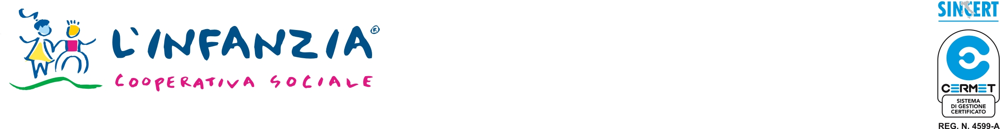 L'INFANZIA®
COOPERATIVA SOCIALE
SINCERT
CERMET
SISTEMA
DI GESTIONE
CERTIFICATO
REG. N. 4599-A